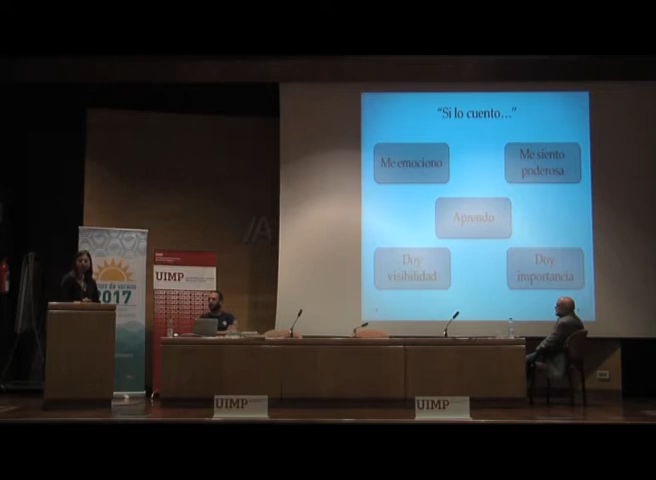 "Si lo cuento..."
Me emociono
Me siento
poderosa
Aprendo
Doy
visibilidad
Doy
importancia
2017
UIMP
UIMP
UIMP